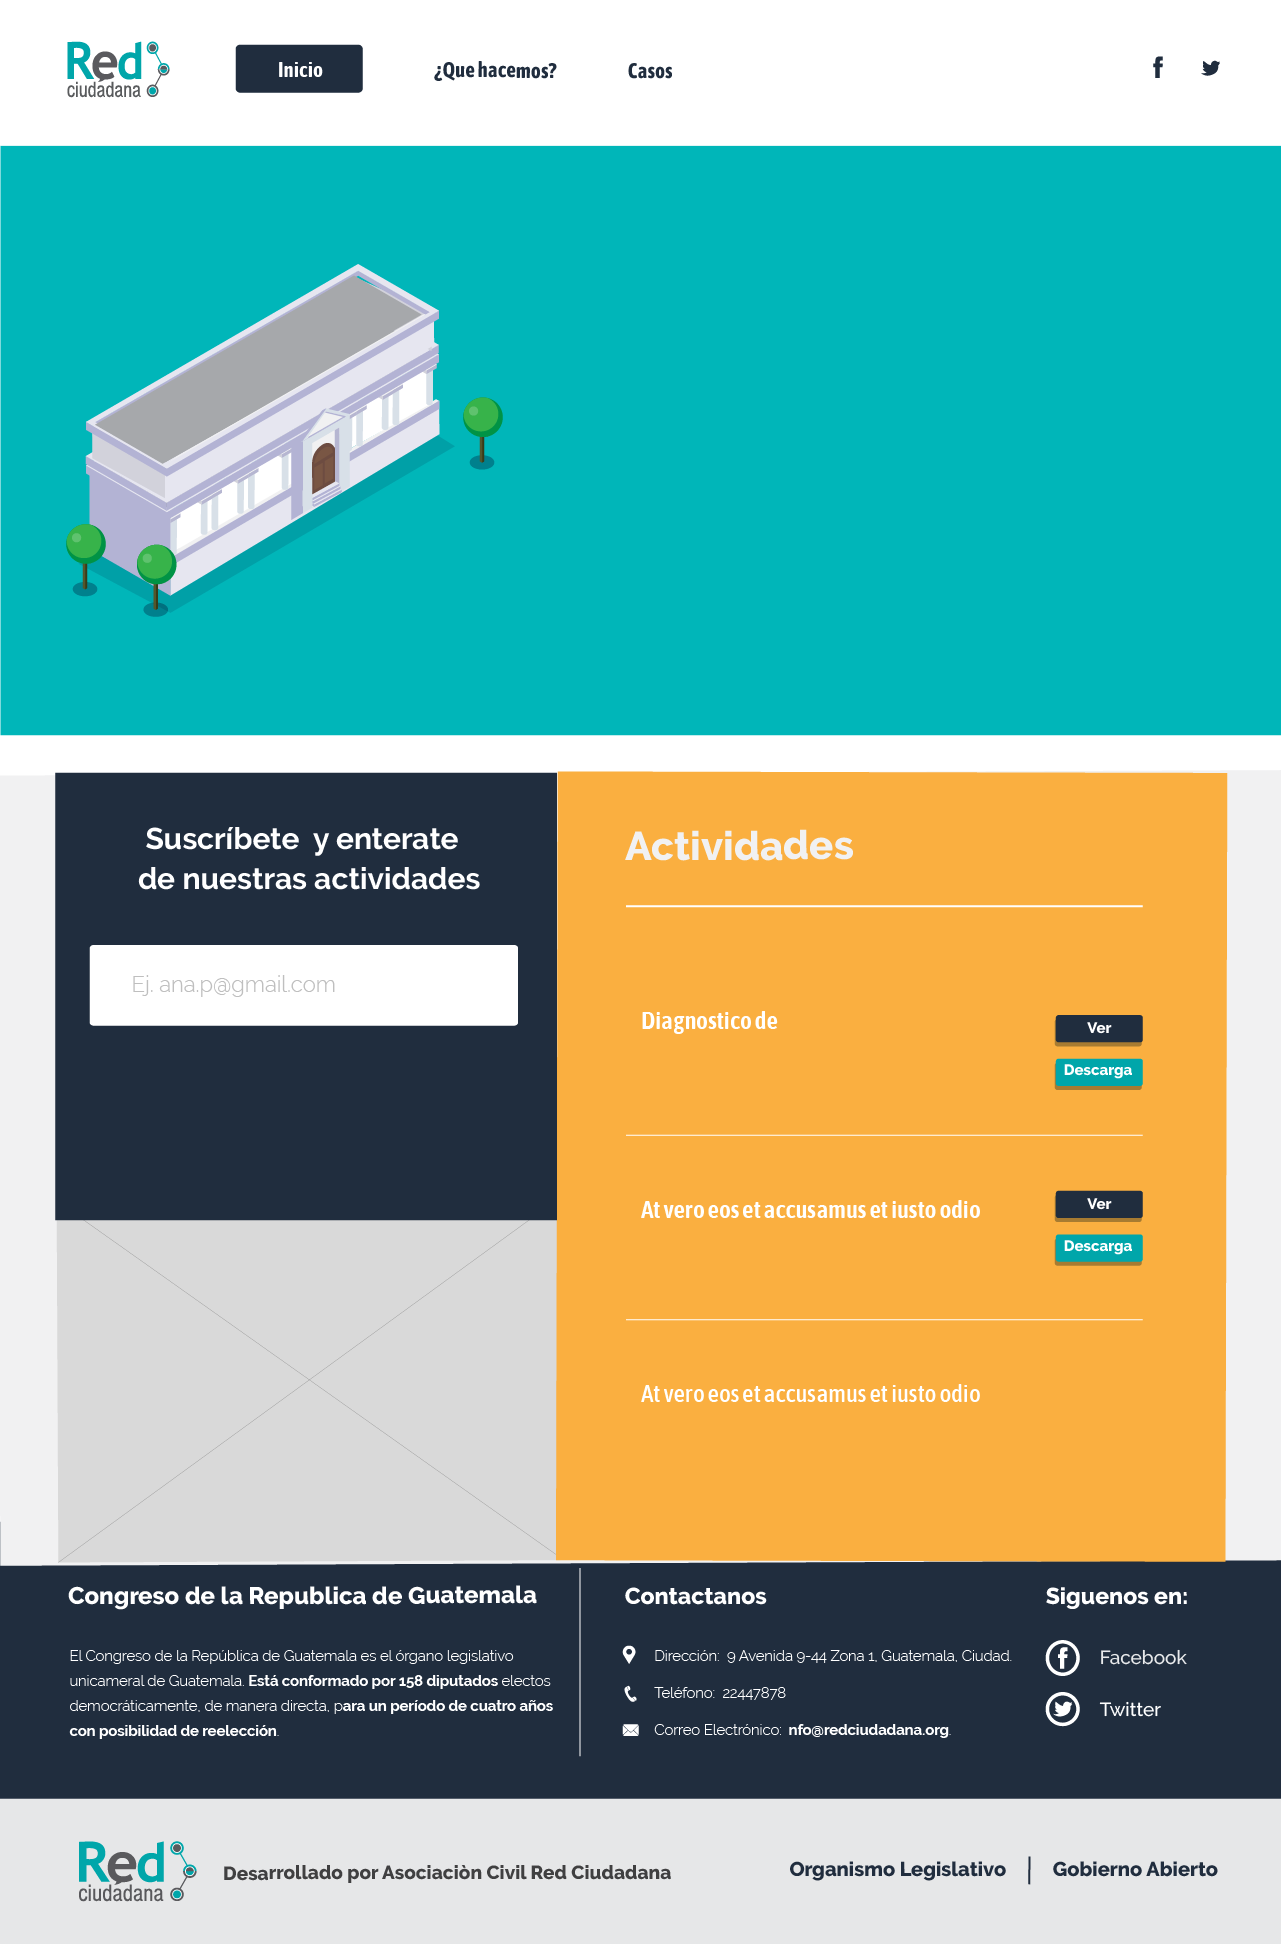 Red
ciudadana
Inicio
¿Que hacemos?
Casos
Suscríbete y enterate
de nuestras actividades
Ej. ana.p@gmail.com
Actividades
Diagnostico de
Ver
Descarga
At vero eos et accusamus et iusto odio
Ver
Descarga
At vero eos et accusamus et iusto odio
Congreso de la Republica de Guatemala
El Congreso de la República de Guatemala es el órgano legislativo
unicameral de Guatemala. Está conformado por 158 diputados electos
democráticamente, de manera directa, para un período de cuatro años
con posibilidad de reelección.
Contactanos
Dirección: 9 Avenida 9-44 Zona 1, Guatemala, Ciudad.
Teléfono: 22447878
Correo Electrónico: nfo@redciudadana.org.
Siguenos en:
Facebook
Twitter
Red
ciudadana
Desarrollado por Asociaciòn Civil Red Ciudadana
Organismo Legislativo | Gobierno Abierto